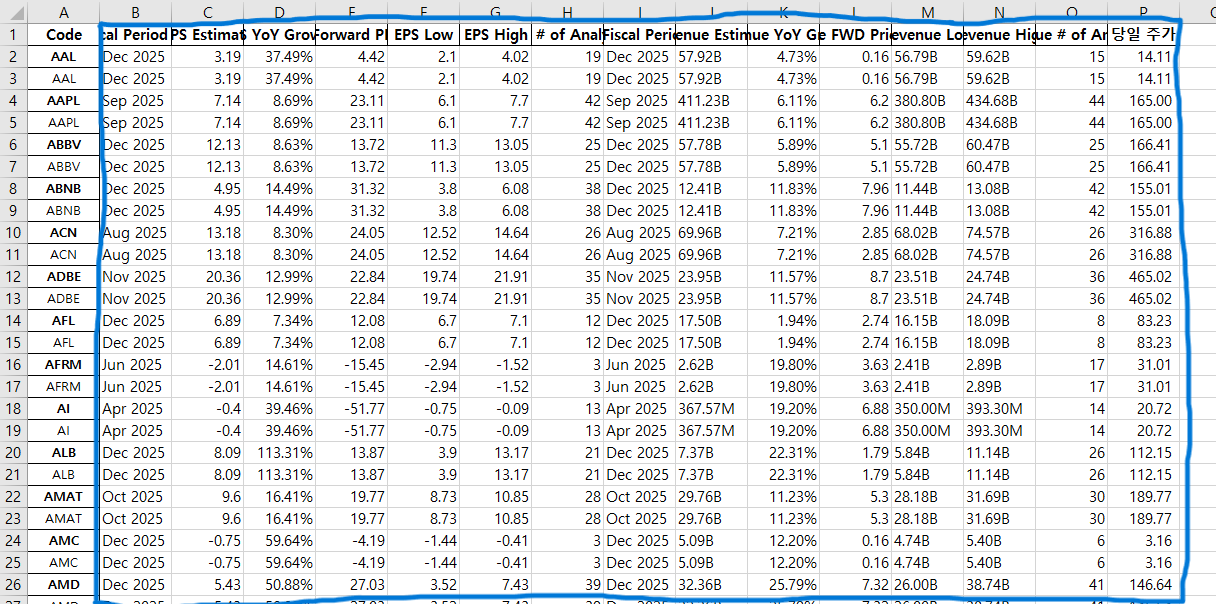 A B C D E F G H I J K L M N O P
1 Code cal Period PS Estimat YoY Grov Forward PI EPS Low EPS High # of Anal Fiscal Perio enue Estim ue YoY G e FWD Pri evenue Lo evenue Hig ue # of Ar 당일 주가
2 AAL Dec 2025 3.19 37.49% 4.42 2.1 4.02 19 Dec 2025 57.92B 4.73% 0.16 56.79B 59.62B 15 14.11
3 AAL Dec 2025 3.19 37.49% 4.42 2.1 4.02 19 Dec 2025 57.92B 4.73% 0.16 56.79B 59.62B 15 14.11
4 AAPL Sep 2025 7.14 8.69% 23.11 6.1 7.7 42 Sep 2025 411.23B 6.11% 6.2 380.80B 434.68B 44 165.00
5 AAPL Sep 2025 7.14 8.69% 23.11 6.1 7.7 42 Sep 2025 411.23B 6.11% 6.2 380.80B 434.68B 44 165.00
6 ABBV Dec 2025 12.13 8.63% 13.72 11.3 13.05 25 Dec 2025 57.78B 5.89% 5.1 55.72B 60.47B 25 166.41
7 ABBV Dec 2025 12.13 8.63% 13.72 11.3 13.05 25 Dec 2025 57.78B 5.89% 5.1 55.72B 60.47B 25 166.41
8 ABNB Dec 2025 4.95 14.49% 31.32 3.8 6.08 38 Dec 2025 12.41B 11.83% 7.96 11.44B 13.08B 42 155.01
9 ABNB Dec 2025 4.95 14.49% 31.32 3.8 6.08 38 Dec 2025 12.41B 11.83% 7.96 11.44B 13.08B 42 155.01
10 ACN Aug 2025 13.18 8.30% 24.05 12.52 14.64 26 Aug 2025 69.96B 7.21% 2.85 68.02B 74.57B 26 316.88
11 ACN Aug 2025 13.18 8.30% 24.05 12.52 14.64 26 Aug 2025 69.96B 7.21% 2.85 68.02B 74.57B 26 316.88
12 ADBE Nov 2025 20.36 12.99% 22.84 19.74 21.91 35 Nov 2025 23.95B 11.57% 8.7 23.51B 24.74B 36 465.02
13 ADBE Nov 2025 20.36 12.99% 22.84 19.74 21.91 35 Nov 2025 23.95B 11.57% 8.7 23.51B 24.74B 36 465.02
14 AFL Dec 2025 6.89 7.34% 12.08 6.7 7.1 12 Dec 2025 17.50B 1.94% 2.74 16.15B 18.09B 8 83.23
15 AFL Dec 2025 6.89 7.34% 12.08 6.7 7.1 12 Dec 2025 17.50B 1.94% 2.74 16.15B 18.09B 8 83.23
16 AFRM Jun 2025 -2.01 14.61% -15.45 -2.94 -1.52 3 Jun 2025 2.62B 19.80% 3.63 2.41B 2.89B 17 31.01
17 AFRM Jun 2025 -2.01 14.61% -15.45 -2.94 -1.52 3 Jun 2025 2.62B 19.80% 3.63 2.41B 2.89B 17 31.01
18 AI Apr 2025 -0.4 39.46% -51.77 -0.75 -0.09 13 Apr 2025 367.57M 19.20% 6.88 350.00M 393.30M 14 20.72
19 AI Apr 2025 -0.4 39.46% -51.77 -0.75 -0.09 13 Apr 2025 367.57M 19.20% 6.88 350.00M 393.30M 14 20.72
20 ALB Dec 2025 8.09 113.31% 13.87 3.9 13.17 21 Dec 2025 7.37B 22.31% 1.79 5.84B 11.14B 26 112.15
21 ALB Dec 2025 8.09 113.31% 13.87 3.9 13.17 21 Dec 2025 7.37B 22.31% 1.79 5.84B 11.14B 26 112.15
22 AMAT Oct 2025 9.6 16.41% 19.77 8.73 10.85 28 Oct 2025 29.76B 11.23% 5.3 28.18B 31.69B 30 189.77
23 AMAT Oct 2025 9.6 16.41% 19.77 8.73 10.85 28 Oct 2025 29.76B 11.23% 5.3 28.18B 31.69B 30 189.77
24 AMC Dec 2025 -0.75 59.64% -4.19 -1.44 -0.41 3 Dec 2025 5.09B 12.20% 0.16 4.74B 5.40B 6 3.16
25 AMC Dec 2025 -0.75 59.64% -4.19 -1.44 -0.41 3 Dec 2025 5.09B 12.20% 0.16 4.74B 5.40B 6 3.16
26 AMD Dec 2025 5.43 50.88% 27.03 3.52 7.43 39 Dec 2025 32.36B 25.79% 7.32 26.00B 38.74B 41 146.64